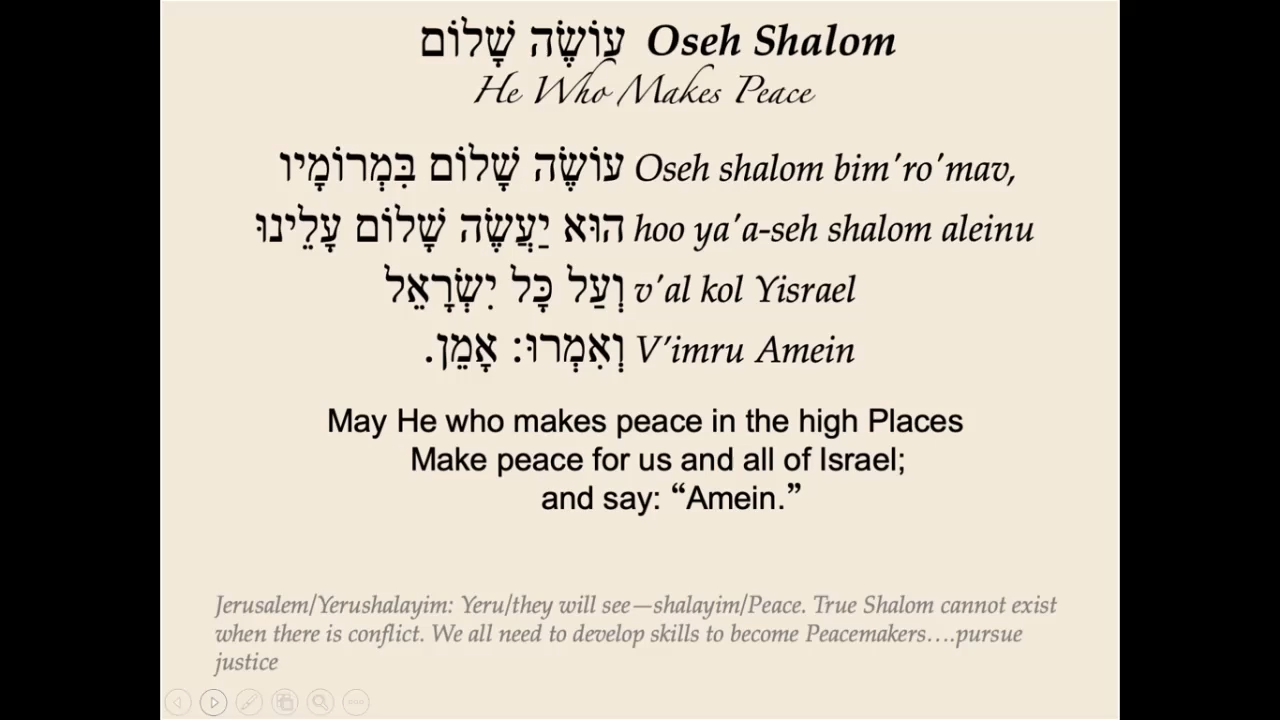 עוֹשֶׂה שָׁלוֹם Oseh Shalom
He Who Makes Peace
עוֹשֶׂה שָׁלוֹם בִּמְרוֹמָיו Oseh shalom bim'ro'mav,
הוּא יַעֲשֶׂה שָׁלוֹם עָלֵינוּ hoo ya'a-seh shalom aleinu
וְעַל כָּל יִשְׂרָאֵל v'al kol Yisrael
וְאִמְרוּ: אָמֵן. V'imru Amein
May He who makes peace in the high Places
Make peace for us and all of Israel;
and say: “Amein.”
Jerusalem/Yerushalayim: Yeru/they will see—shalayim/Peace. True Shalom cannot exist
when there is conflict. We all need to develop skills to become Peacemakers….pursue
justice